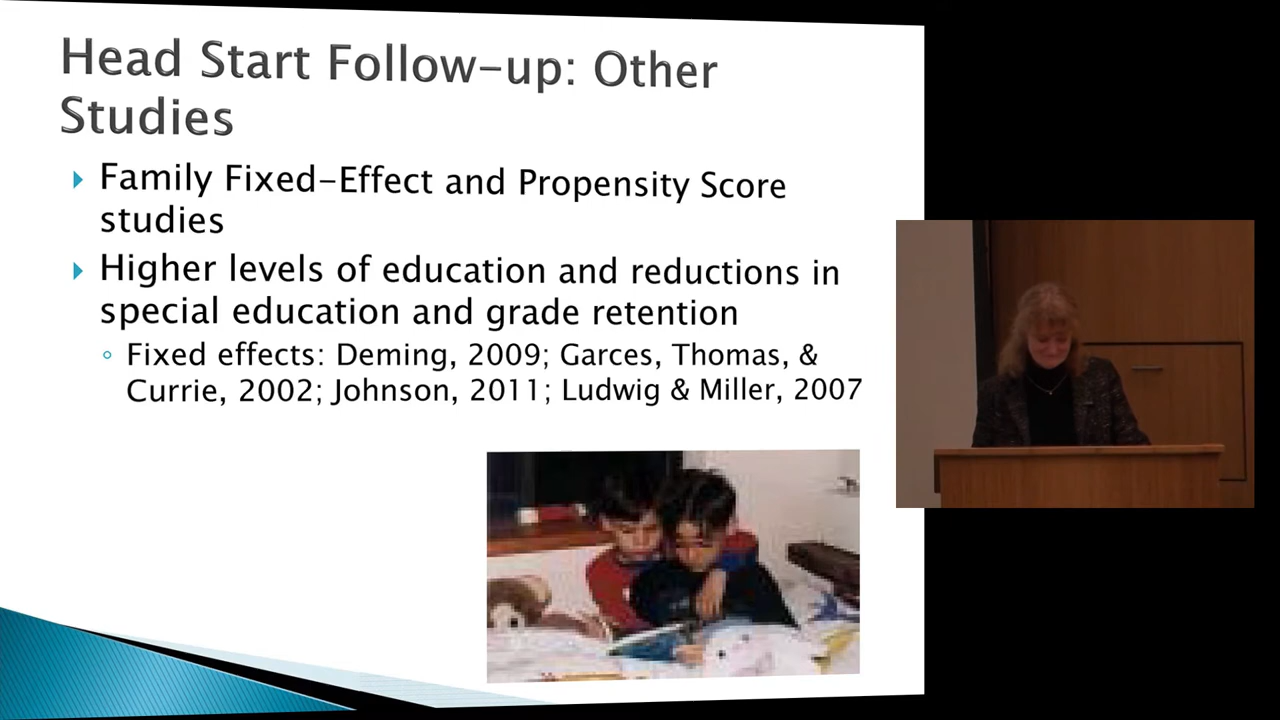 Head Start Follow-up: Other
Studies
Family Fixed-Effect and Propensity Score
studies
Higher levels of education and reductions in
special education and grade retention
Fixed effects: Deming, 2009; Garces, Thomas, &
Currie, 2002; Johnson, 2011; Ludwig & Miller, 2007